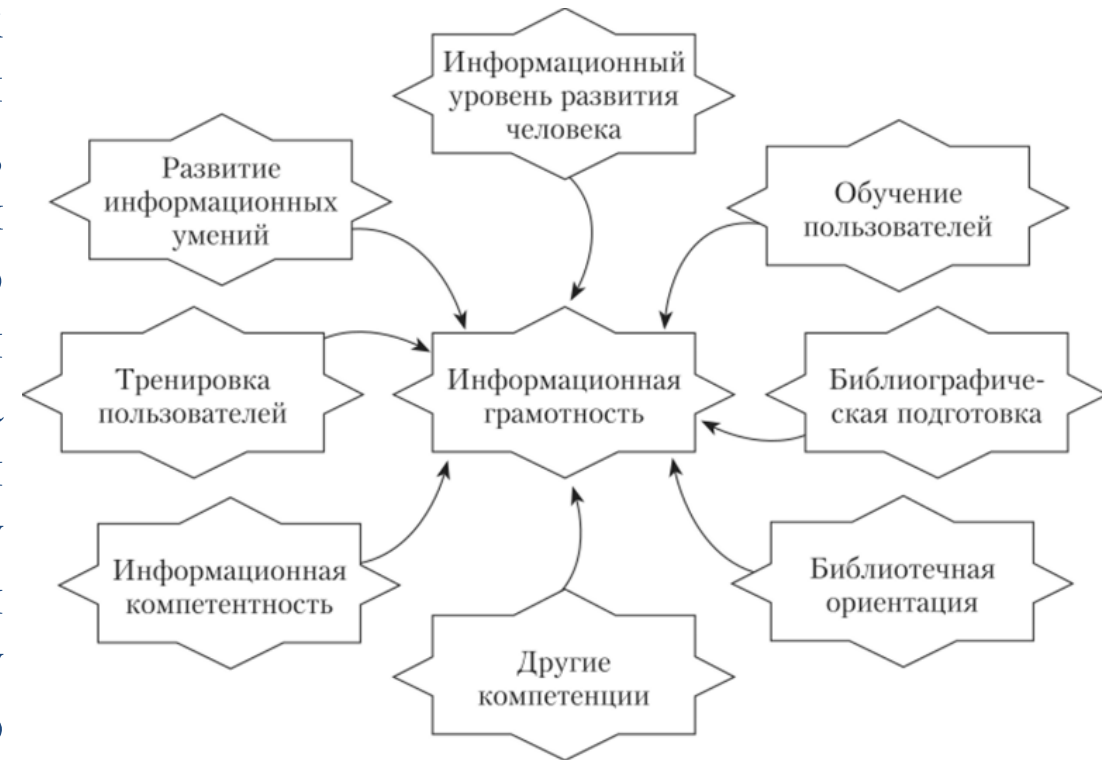 Информационный
уровень развития
человека
Развитие
информационных
умений
Обучение
пользователей
Тренировка
пользователей
Информационная
грамотность
Библиографиче-
ская подготовка
Информационная
компетентность
Библиотечная
ориентация
Другие
компетенции